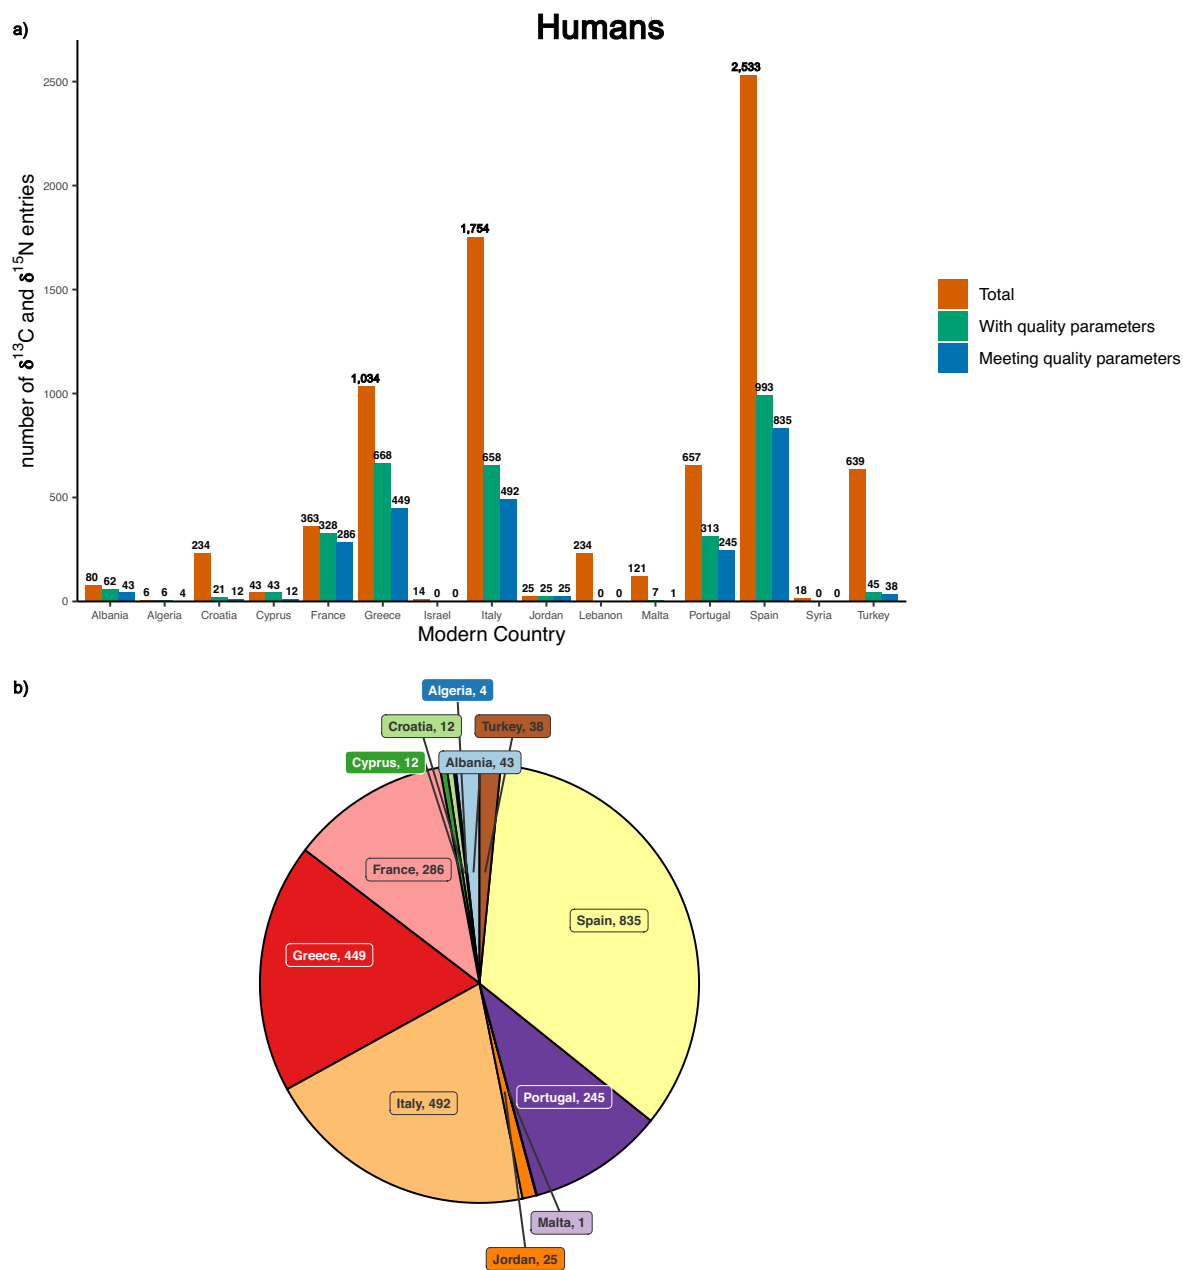 a)
Humans
number of δ13C and δ15N entries
2500
2000
1500
1000
500
0
80 62 43
6 6 4
234 21 12
43 43 12
363 328 286
1,034 668 449
14 0 0
1,754 658 492
25 25 25
234 0 0
121 7 1
657 313 245
2,533 993 835
18 0 0
639 45 38
Albania Algeria Croatia Cyprus France Greece Israel Italy Jordan Lebanon Malta Portugal Spain Syria Turkey
Modern Country
Total
With quality parameters
Meeting quality parameters
b)
Algeria, 4
Croatia, 12
Turkey, 38
Cyprus, 12
Albania, 43
France, 286
Spain, 835
Greece, 449
Portugal, 245
Italy, 492
Malta, 1
Jordan, 25